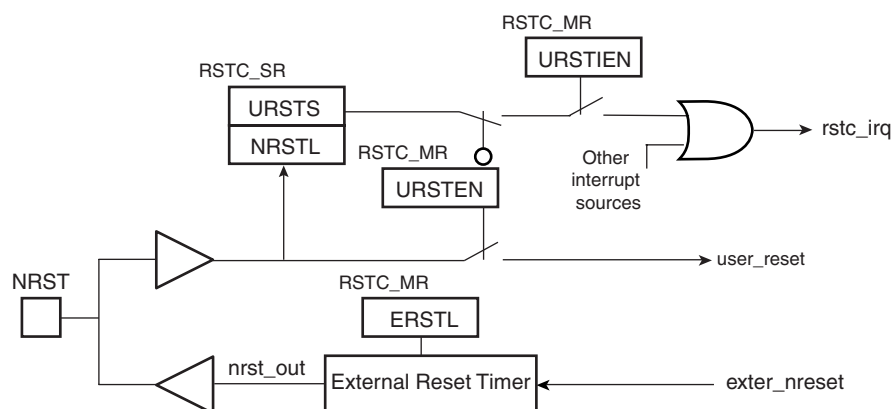 RSTC_MR
URSTIEN
RSTC_SR
URSTS
NRSTL
rstc_irq
RSTC_MR
Other
interrupt
sources
URSTEN
user_reset
NRST
RSTC_MR
ERSTL
nrst_out
External Reset Timer
exter_nreset